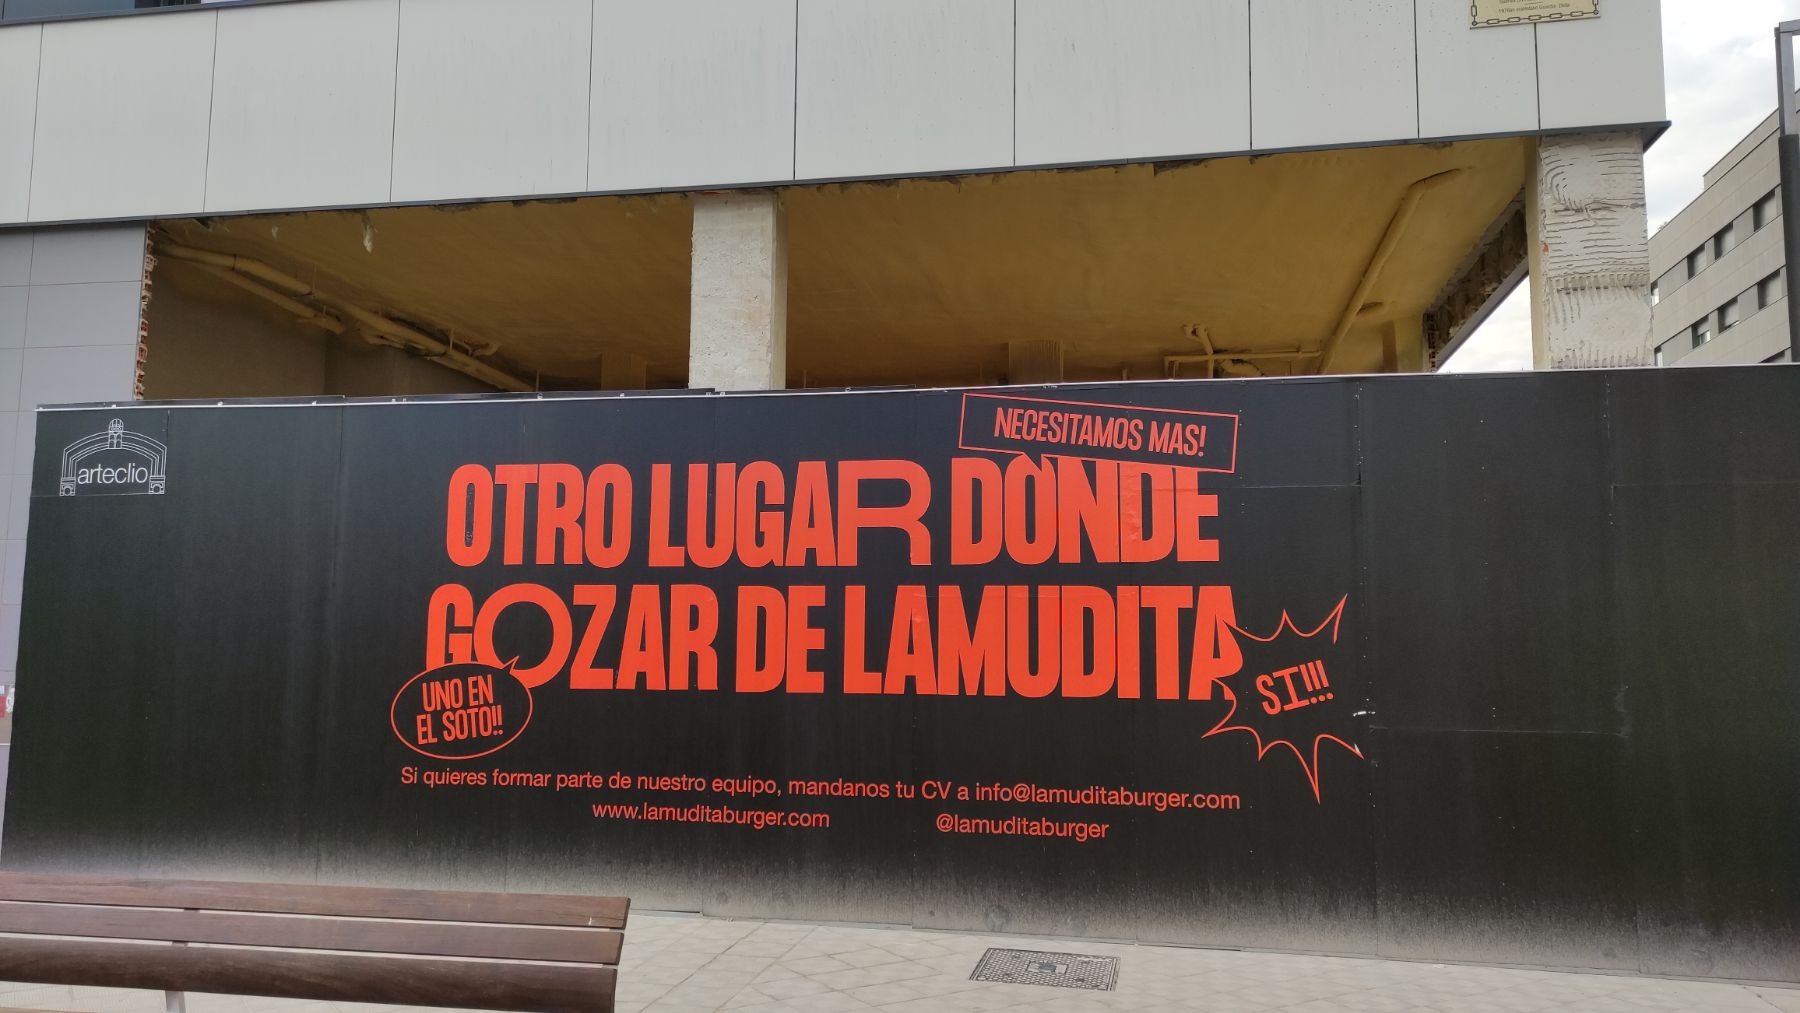 arteclio
NECESITAMOS MAS!
OTRO LUGAR DONDE
GOZAR DE LAMUDITA
SI!!!
UNO EN
EL SOTO!!
Si quieres formar parte de nuestro equipo, mandanos tu CV a info@lamuditaburger.com
www.lamuditaburger.com
@lamuditaburger